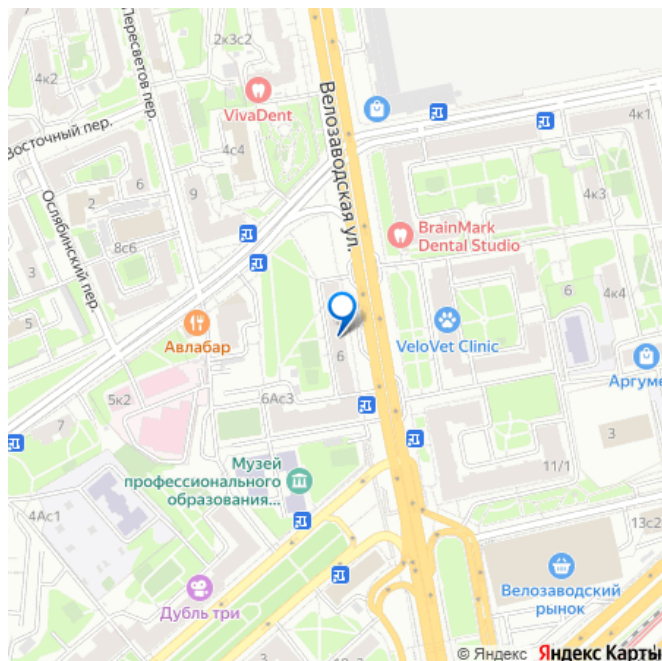 2к3с2
4к2
Пересветов пер.
VivaDent
Велозаводская ул.
4к1
Восточный пер.
4с4
6
9
2
4к3
Ослябинский пер.
BrainMark
Dental Studio
8с6
3
6
4к4
5
Авлабар
VeloVet Clinic
6
Аргуме
5к2
6Ас3
7
3
Музей
профессионального
образования...
11/1
4Ас1
13с2
Дубль три
Велозаводский
рынок
© Яндекс Яндекс Карты